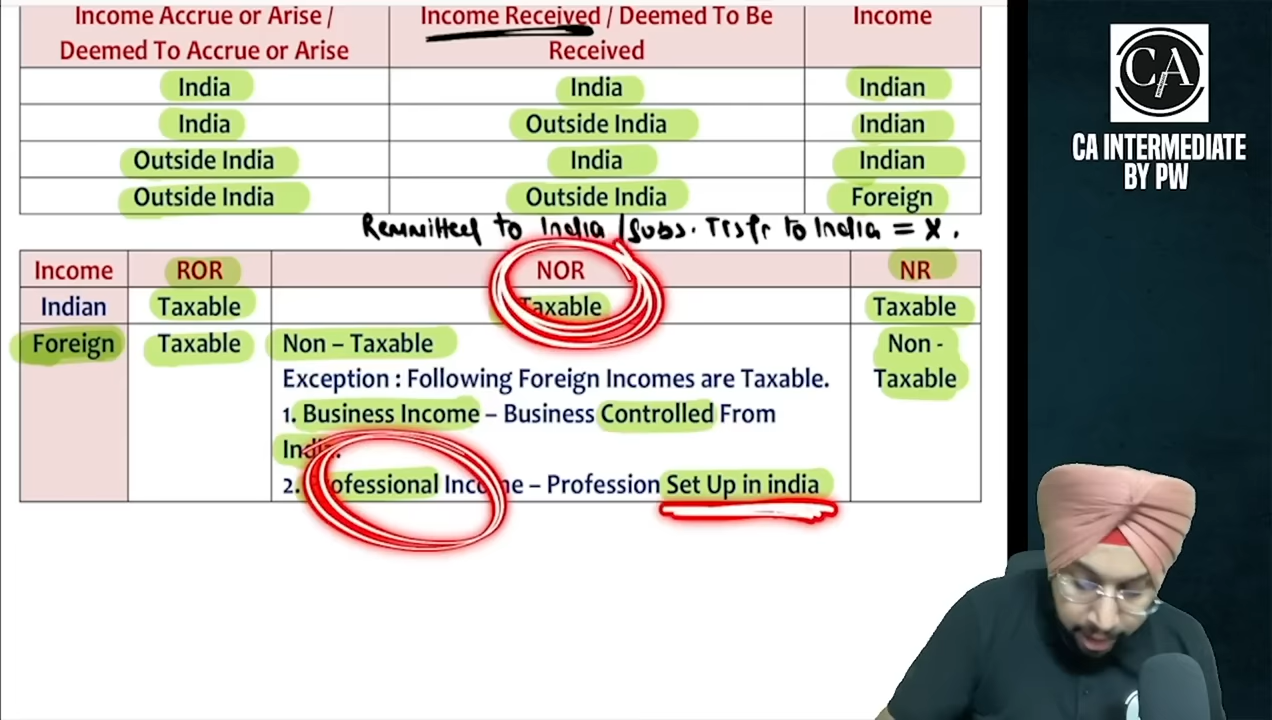 Income Accrue or Arise /
Deemed To Accrue or Arise
Income Received / Deemed To Be
Received
Income
India
India
Indian
India
Outside India
Indian
Outside India
India
Indian
Outside India
Outside India
Foreign
Remmitted to India / Subs. Trsfr to India = X.
Income
ROR
NOR
NR
Indian
Taxable
Taxable
Taxable
Foreign
Taxable
Non – Taxable
Exception : Following Foreign Incomes are Taxable.
1. Business Income – Business Controlled From
India.
2. Professional Income – Profession Set Up in india
Non -
Taxable
CA
CA INTERMEDIATE
BY PW